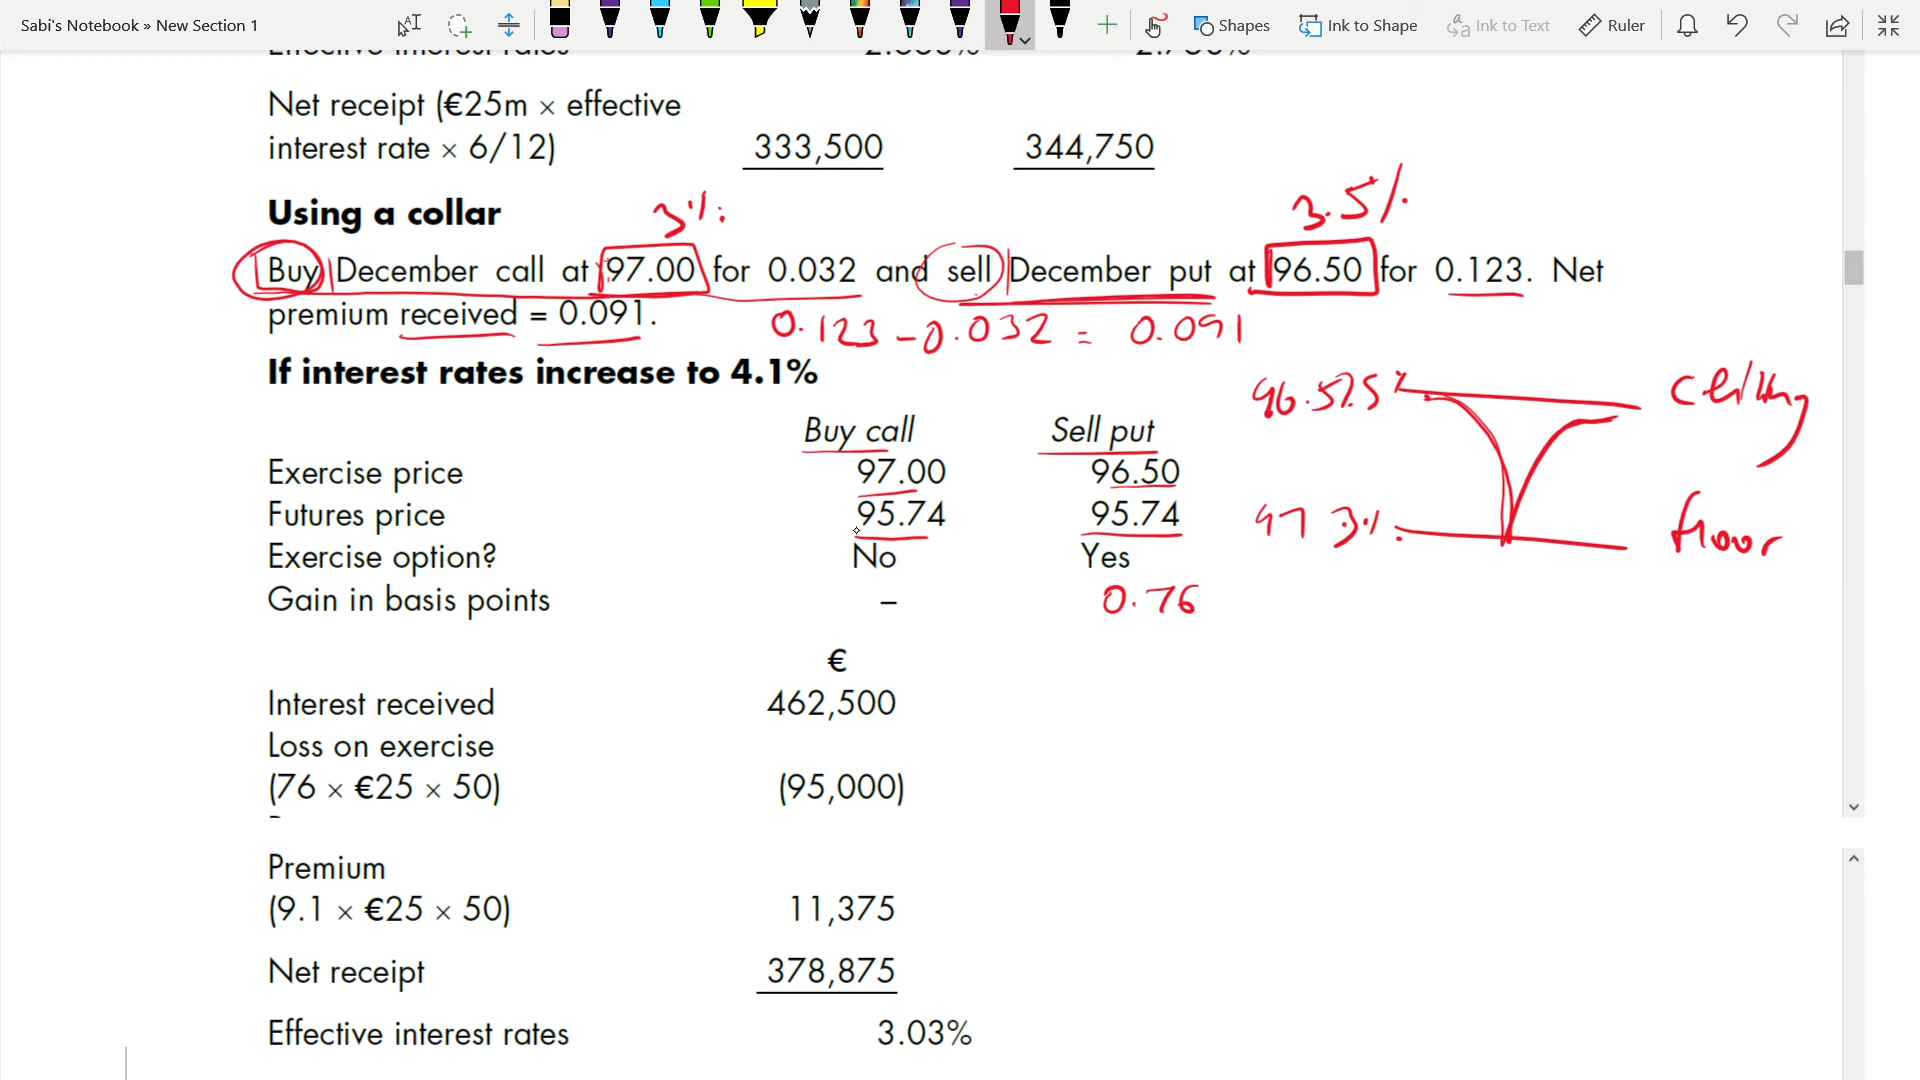 Sabi's Notebook » New Section 1
Shapes
Ink to Shape
Ink to Text
Ruler
Effective interest rates
Net receipt (€25m × effective
interest rate × 6/12) 333,500 344,750
3%
3.5%
Using a collar
Buy December call at 97.00 for 0.032 and sell December put at 96.50 for 0.123. Net
premium received = 0.091.
0.123 - 0.032 = 0.091
If interest rates increase to 4.1%
Buy call Sell put
Exercise price 97.00 96.50
Futures price 95.74 95.74
Exercise option? No Yes
Gain in basis points – 0.76
ceiling
97 3%
floor
€
Interest received 462,500
Loss on exercise
(76 × €25 × 50) (95,000)
Premium
(9.1 × €25 × 50) 11,375
Net receipt 378,875
Effective interest rates 3.03%